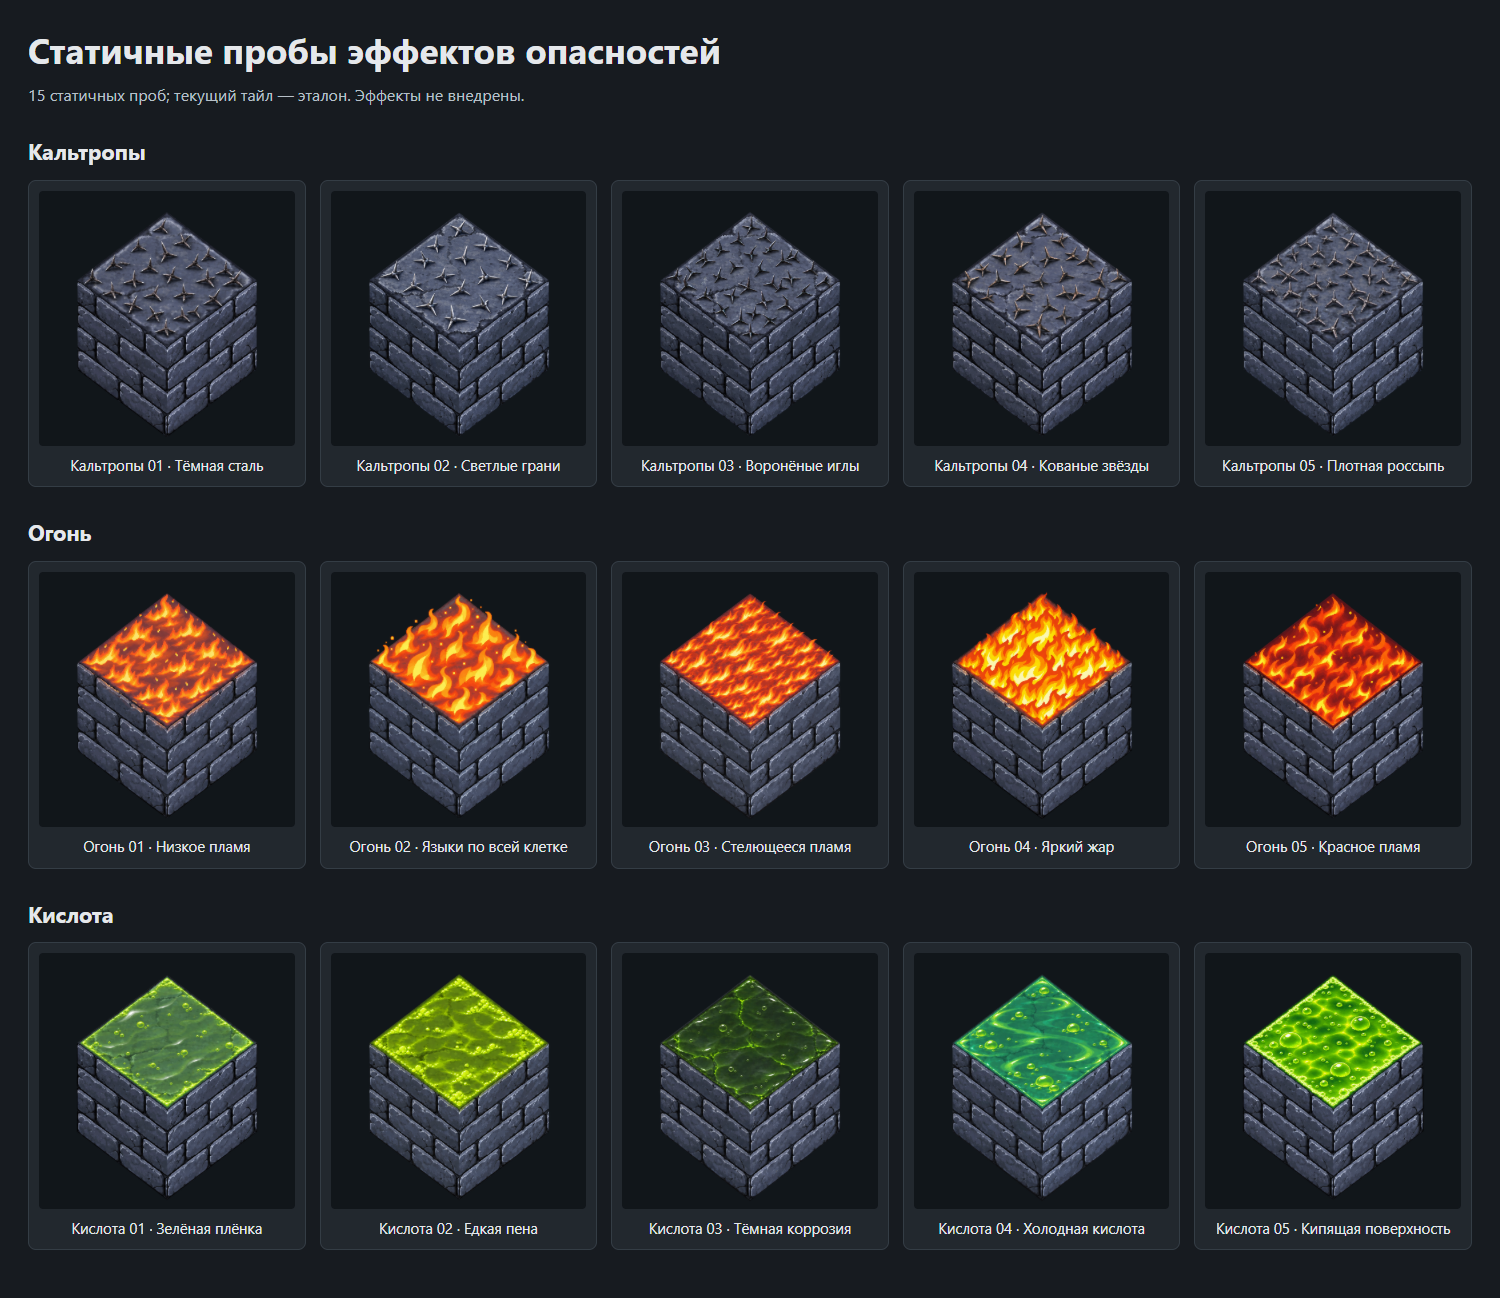 Статичные пробы эффектов опасностей
15 статичных проб; текущий тайл — эталон. Эффекты не внедрены.
Кальтропы
Кальтропы 01 · Тёмная сталь
Кальтропы 02 · Светлые грани
Кальтропы 03 · Воронёные иглы
Кальтропы 04 · Кованые звёзды
Кальтропы 05 · Плотная россыпь
Огонь
Огонь 01 · Низкое пламя
Огонь 02 · Языки по всей клетке
Огонь 03 · Стелющееся пламя
Огонь 04 · Яркий жар
Огонь 05 · Красное пламя
Кислота
Кислота 01 · Зелёная плёнка
Кислота 02 · Едкая пена
Кислота 03 · Тёмная коррозия
Кислота 04 · Холодная кислота
Кислота 05 · Кипящая поверхность